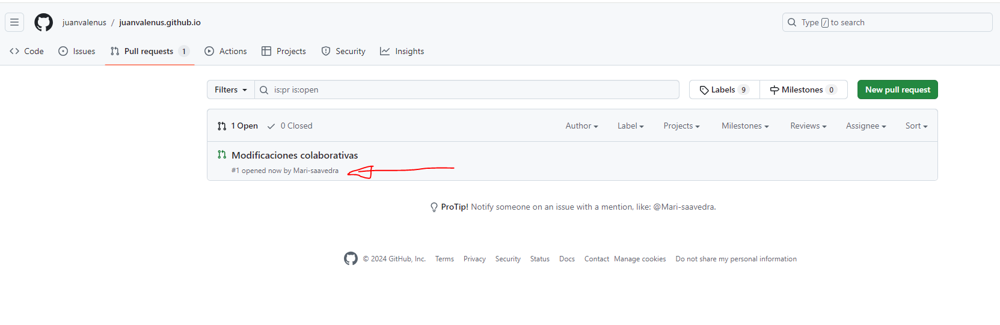 juanvalenus / juanvalenus.github.io
Type / to search
Code Issues Pull requests 1 Actions Projects Security Insights
Filters is:pr is:open Labels 9 Milestones 0 New pull request
1 Open 0 Closed Author Label Projects Milestones Reviews Assignee Sort
Modificaciones colaborativas
#1 opened now by Mari-saavedra
ProTip! Notify someone on an issue with a mention, like: @Mari-saavedra.
© 2024 GitHub, Inc. Terms Privacy Security Status Docs Contact Manage cookies Do not share my personal information